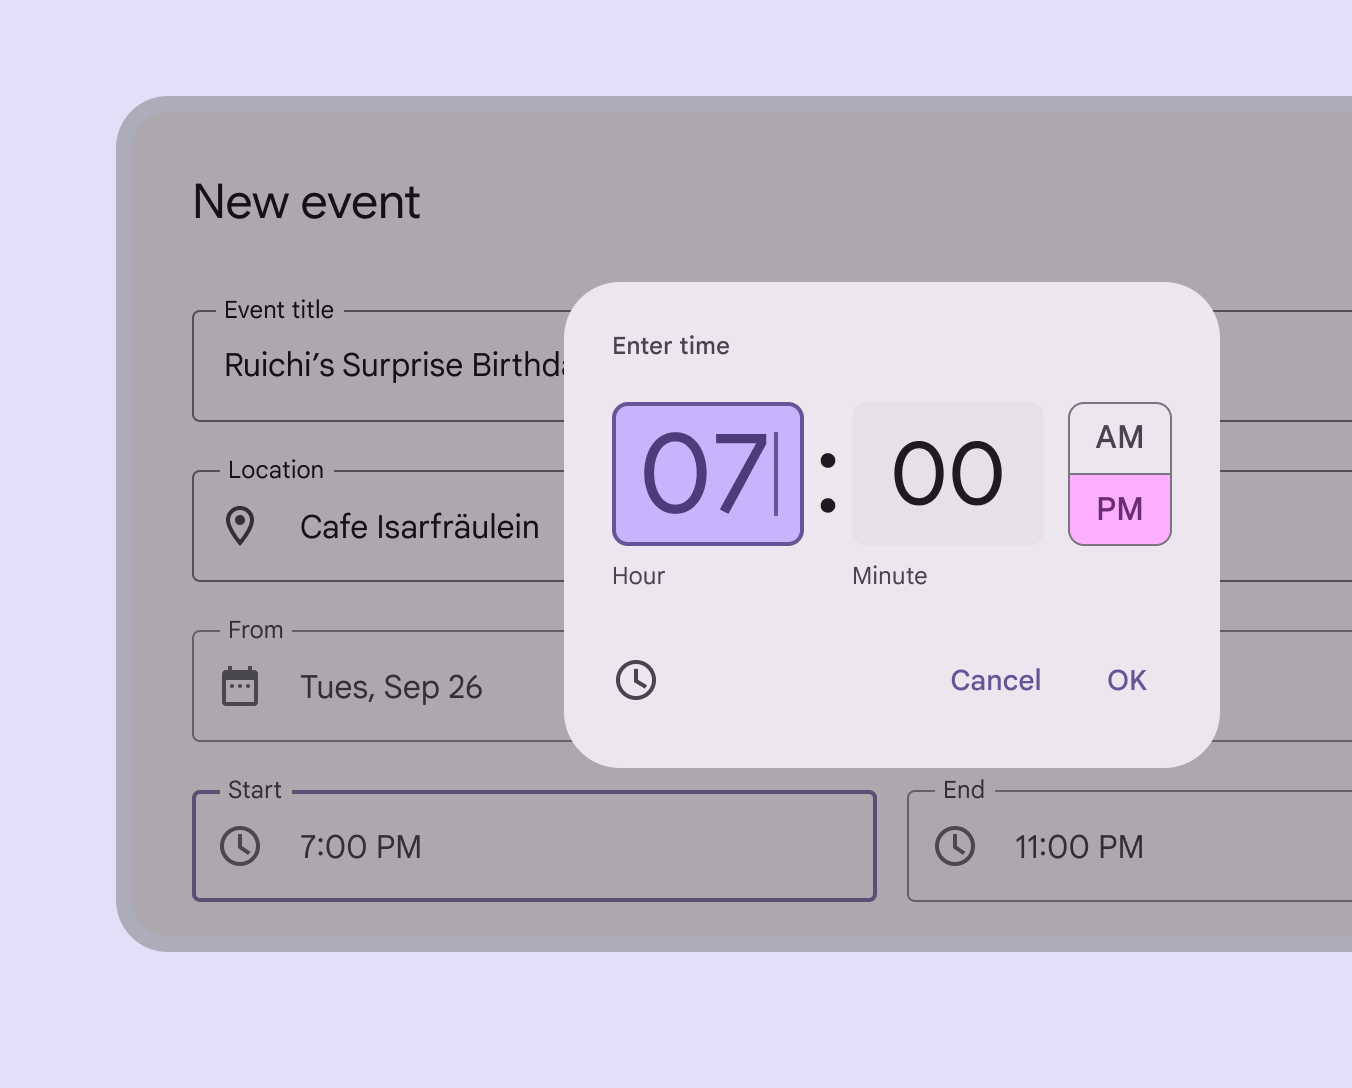 New event
Event title
Ruichi’s Surprise
Location
Cafe Isarfräulein
From
Tues, Sep 26
Start
7:00 PM
End
11:00 PM
Enter time
07:00
AM
PM
Hour
Minute
Cancel
OK